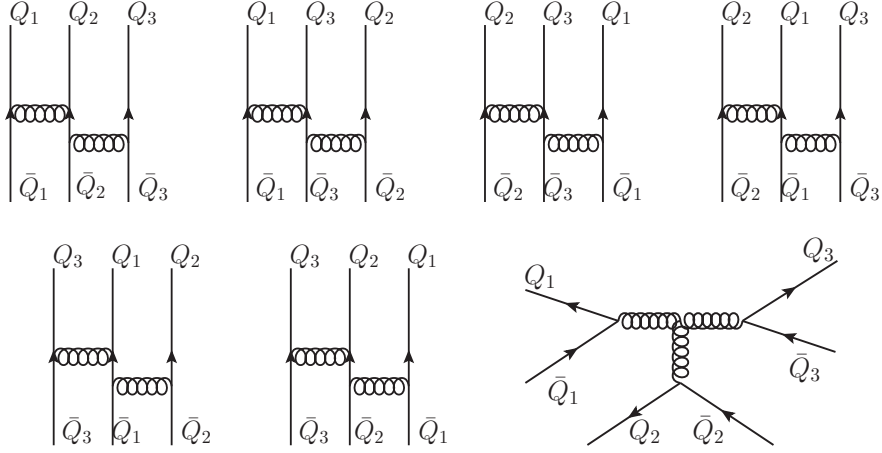 Q₁ Q₂ Q₃ Q₁ Q₃ Q₂ Q₂ Q₃ Q₁ Q₂ Q₁ Q₃
Q̄₁ Q̄₂ Q̄₃ Q̄₁ Q̄₃ Q̄₂ Q̄₂ Q̄₃ Q̄₁ Q̄₂ Q̄₁ Q̄₃
Q₃ Q₁ Q₂ Q₃ Q₂ Q₁ Q₁ Q₃
Q̄₁ Q̄₃
Q̄₃ Q̄₁ Q̄₂ Q̄₃ Q̄₂ Q̄₁ Q₂ Q̄₂